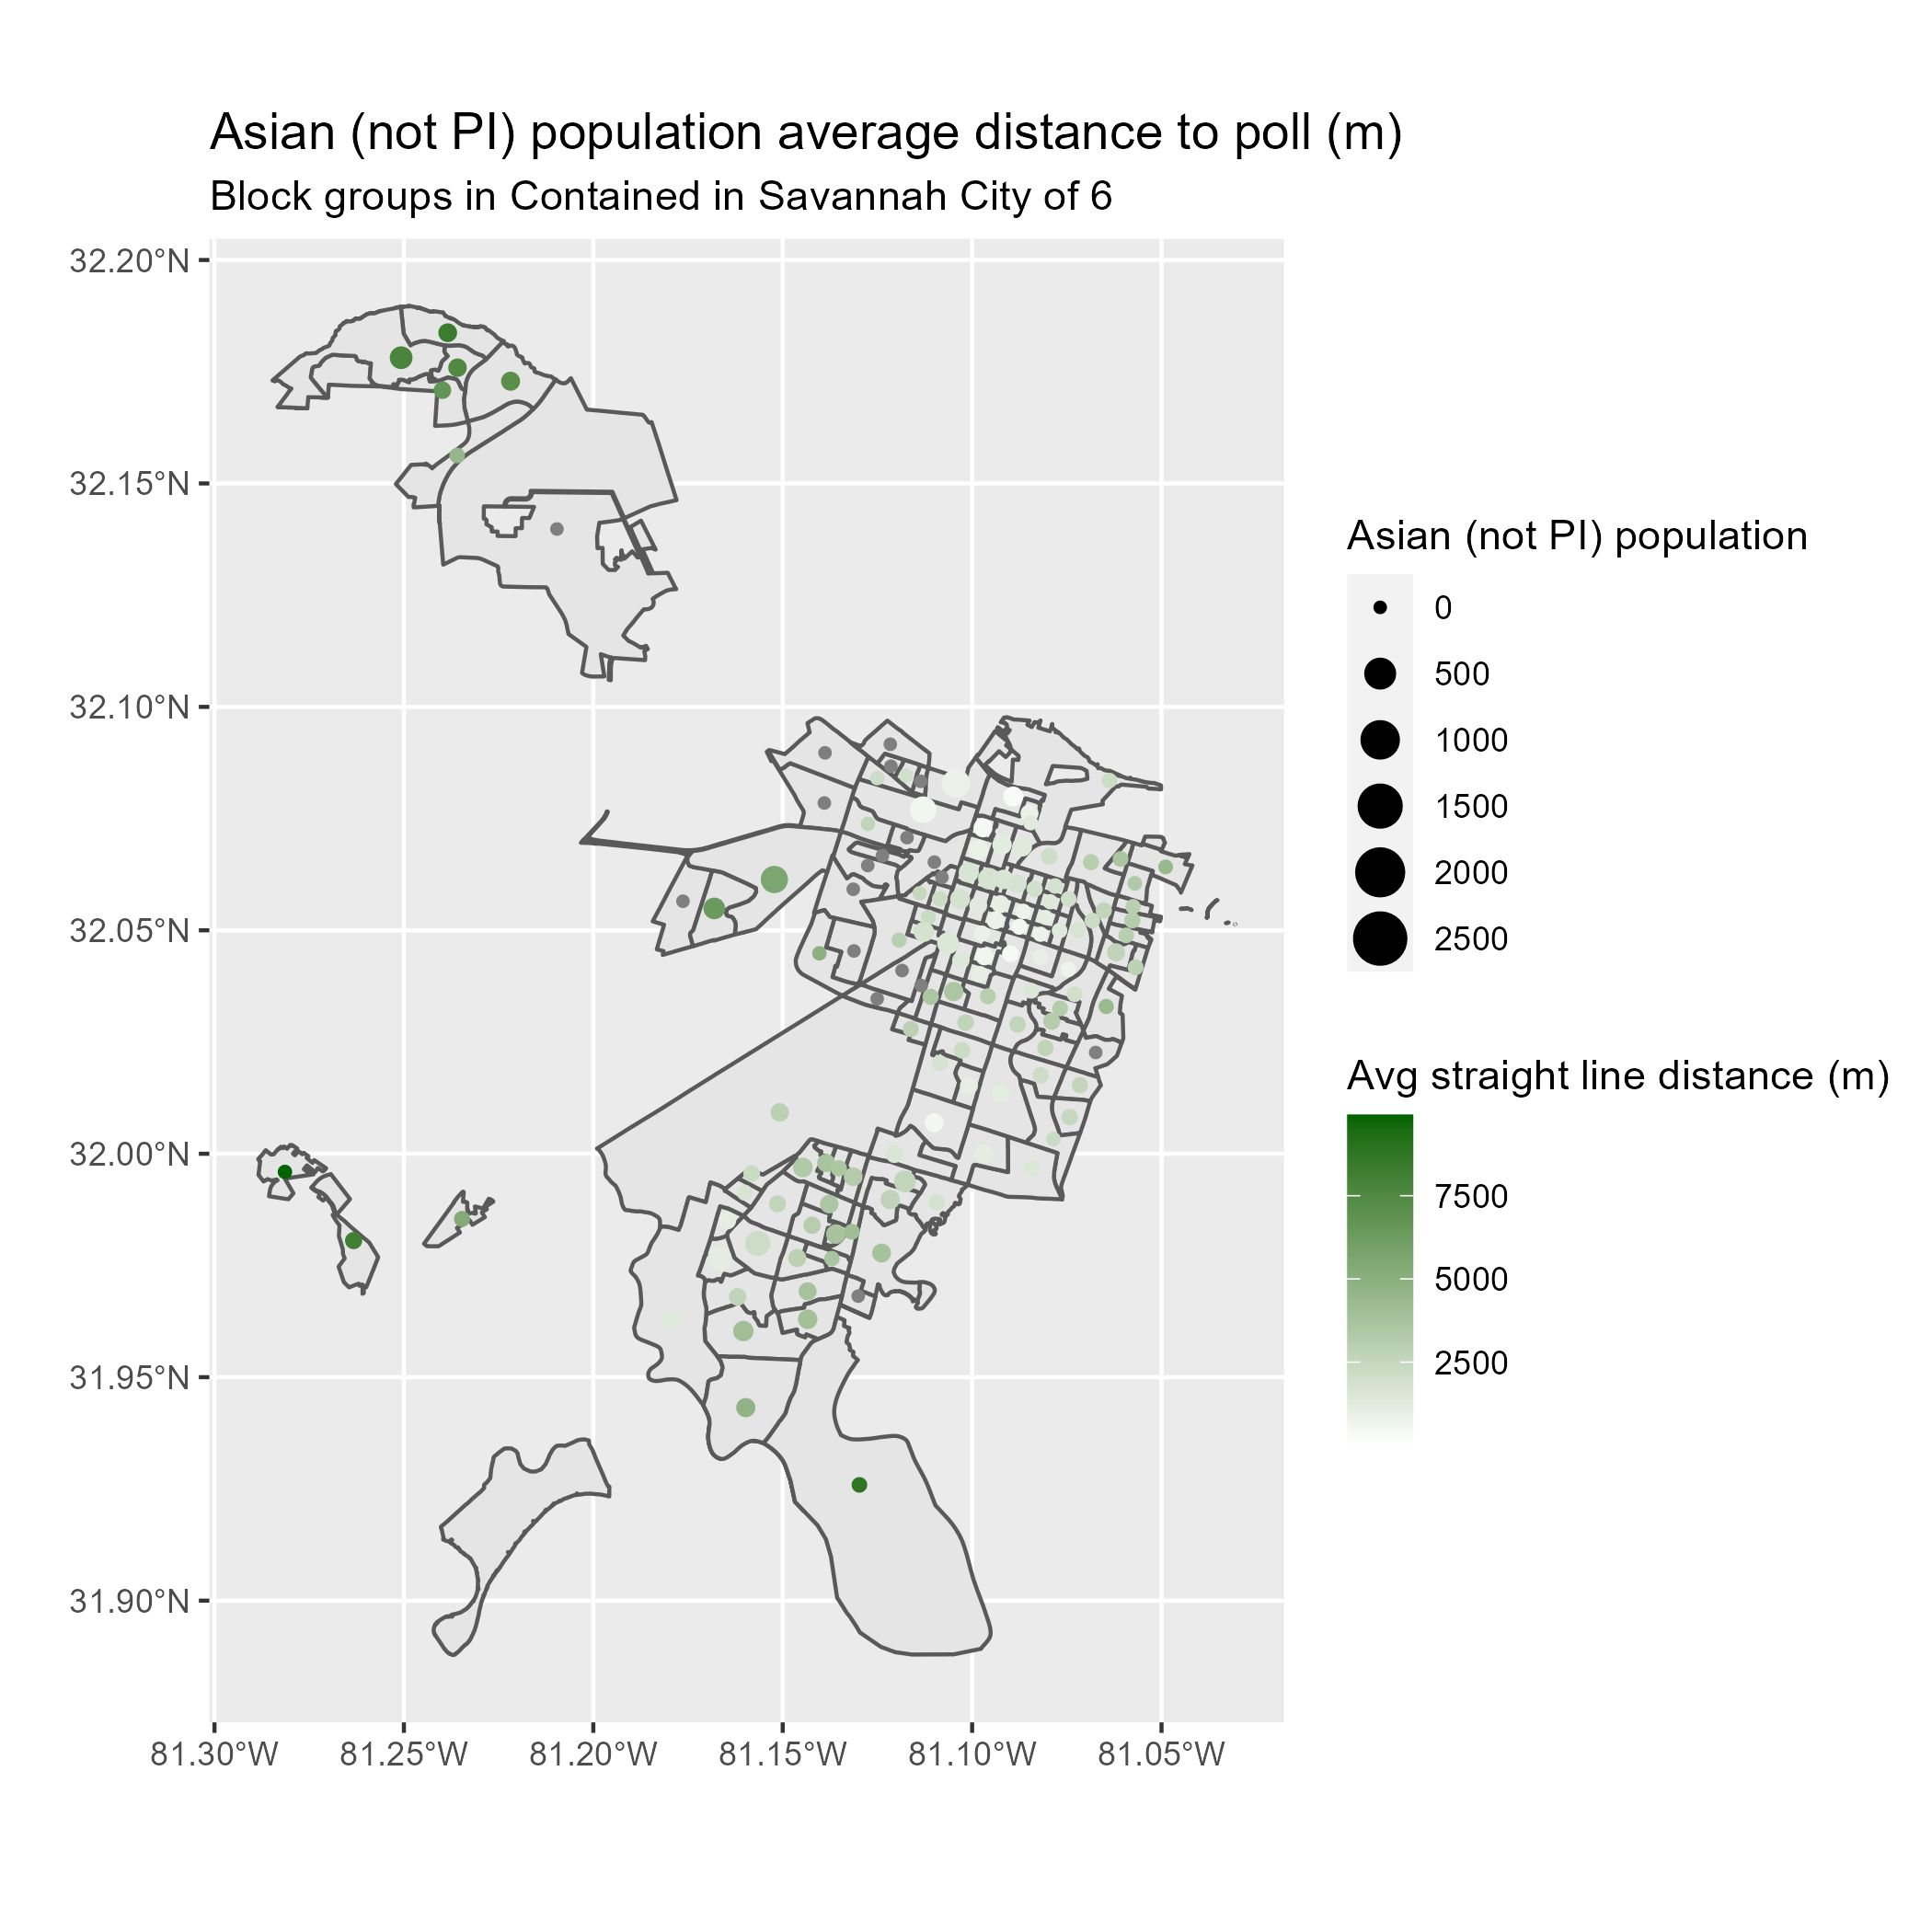 Asian (not PI) population average distance to poll (m)
Block groups in Contained in Savannah City of 6
32.20°N
32.15°N
32.10°N
32.05°N
32.00°N
31.95°N
31.90°N
81.30°W
81.25°W
81.20°W
81.15°W
81.10°W
81.05°W
Asian (not PI) population
0
500
1000
1500
2000
2500
Avg straight line distance (m)
7500
5000
2500